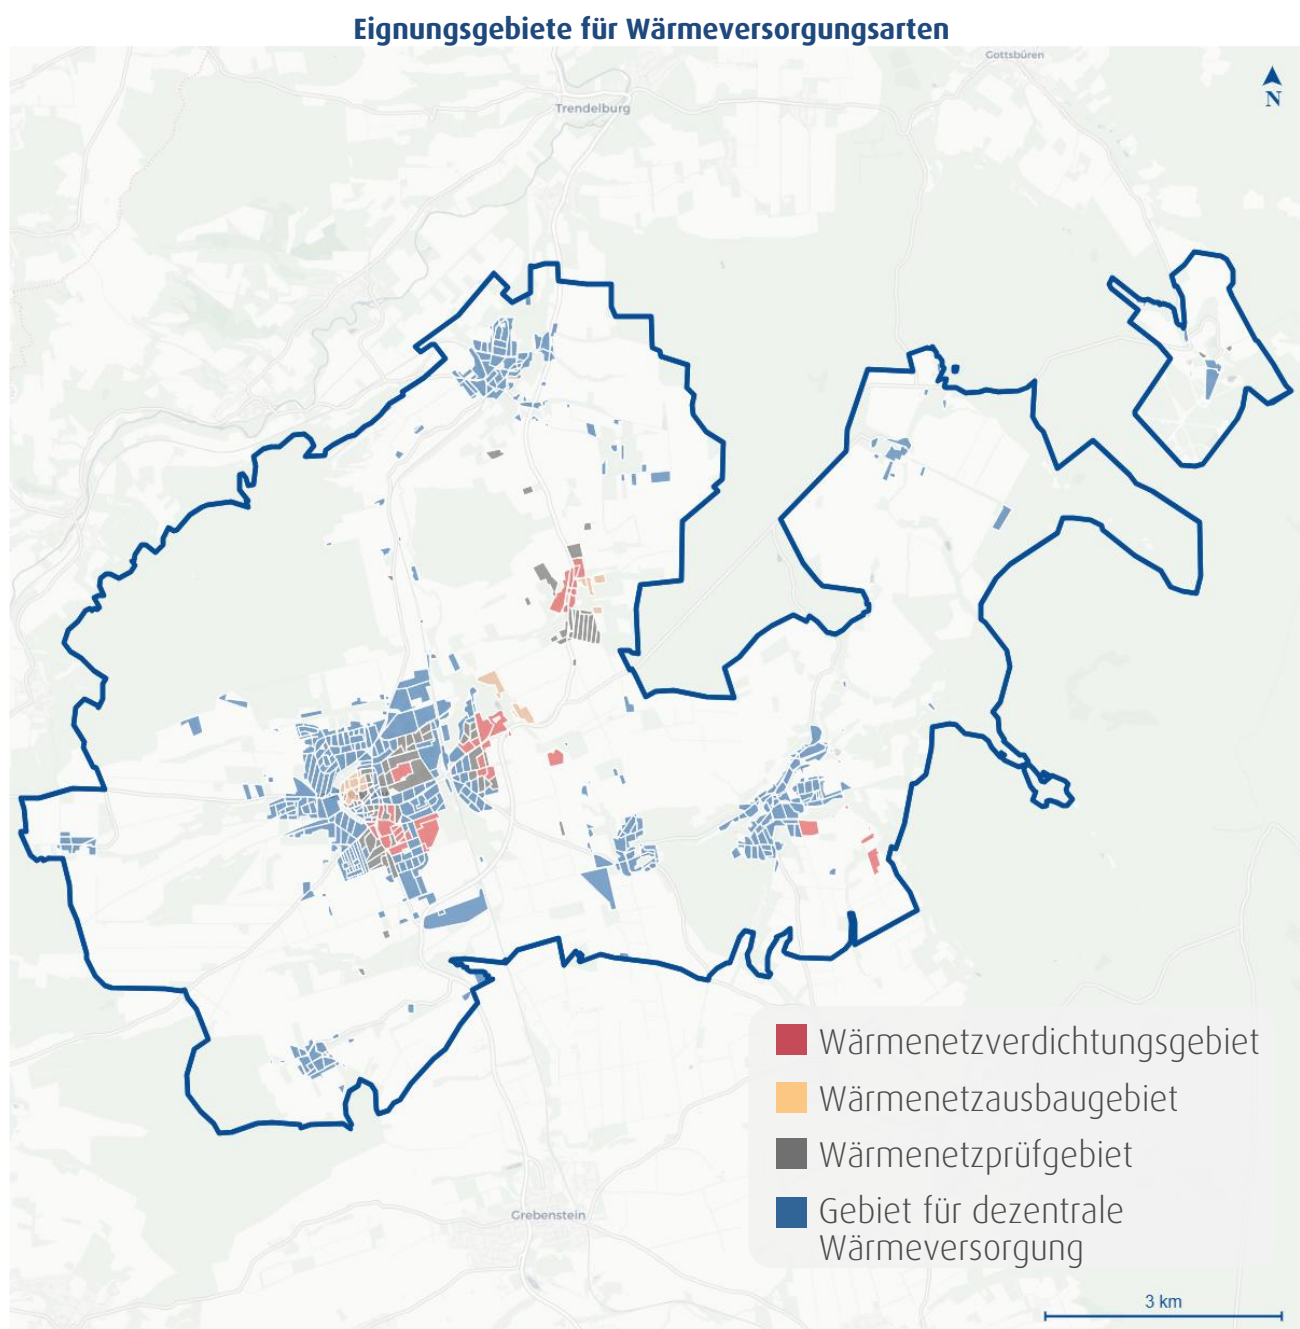 Eignungsgebiete für Wärmeversorgungsarten
Gottsbüren
N
Trendelburg
Wärmenetzverdichtungsgebiet
Wärmenetzausbaugebiet
Wärmenetzprüfgebiet
Gebiet für dezentrale
Wärmeversorgung
Grebenstein
3 km